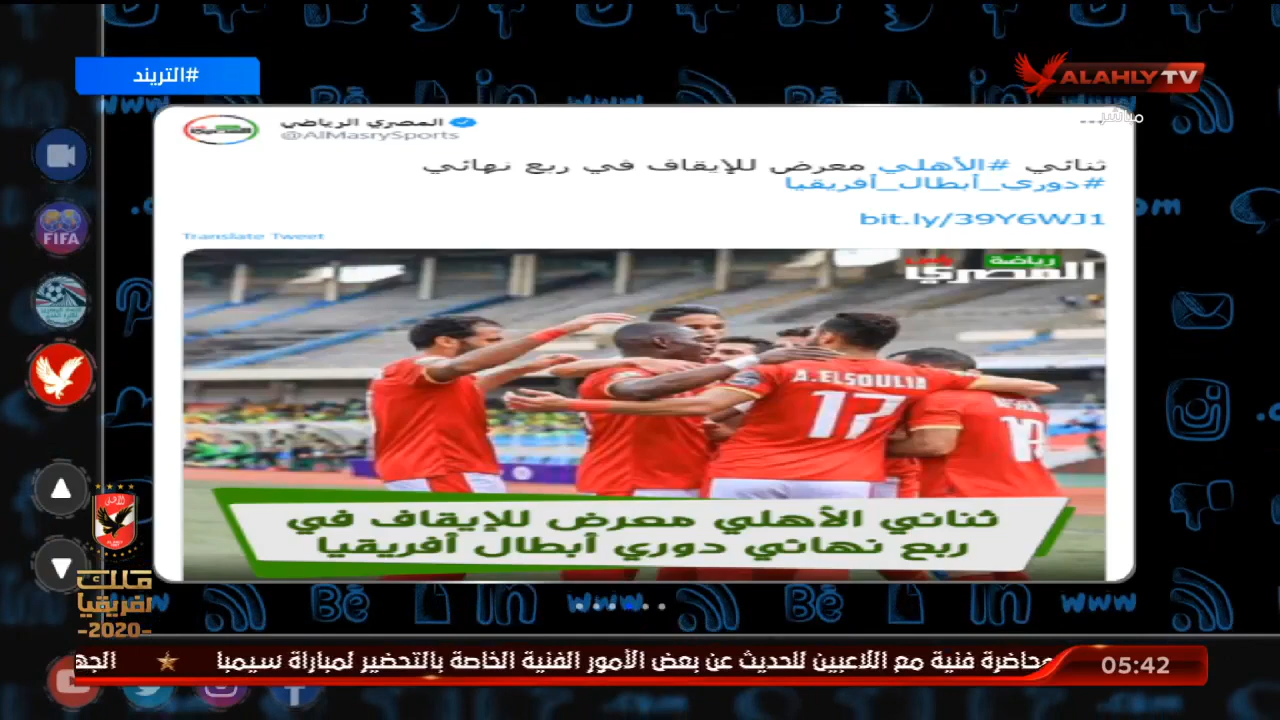 #التريند
ALAHLY TV
مباشر
المصري الرياضي
@AlMasrySports
ثنائي #الأهلي معرض للإيقاف في ربع نهائي
#دوري_أبطال_أفريقيا
bit.ly/39Y6WJ1
Translate Tweet
رياضة
المصري
A.ELSOULIA
17
ثنائي الأهلي معرض للإيقاف في
ربع نهائي دوري أبطال أفريقيا
FIFA
ملك
أفريقيا
-2020-
محاضرة فنية مع اللاعبين للحديث عن بعض الأمور الفنية الخاصة بالتحضير لمباراة سيمبا
05:42